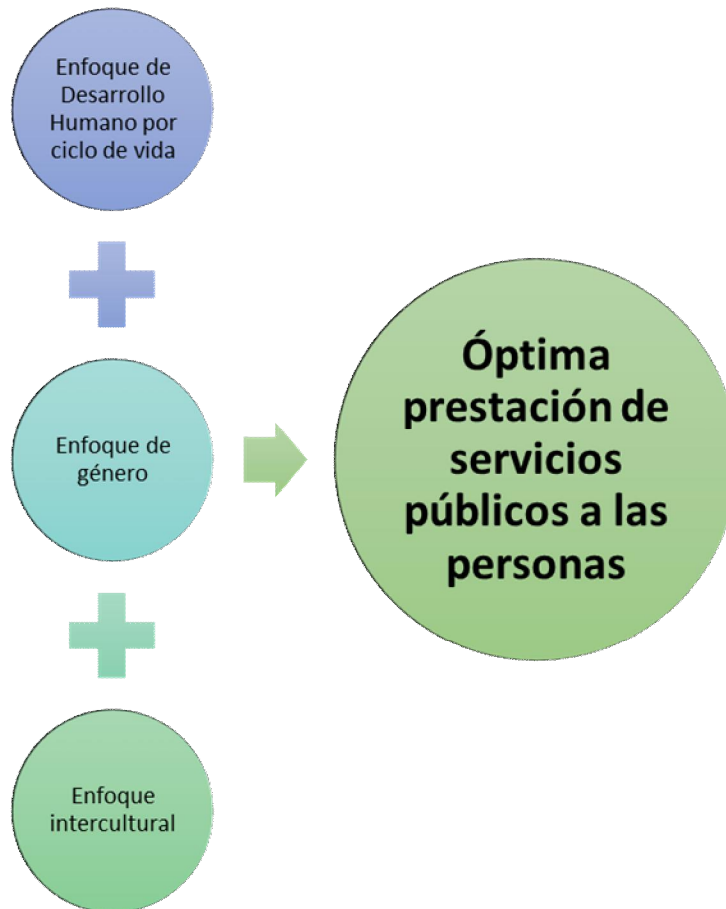 Enfoque de
Desarrollo
Humano por
ciclo de vida
Enfoque de
género
Enfoque
intercultural
Óptima
prestación de
servicios
públicos a las
personas